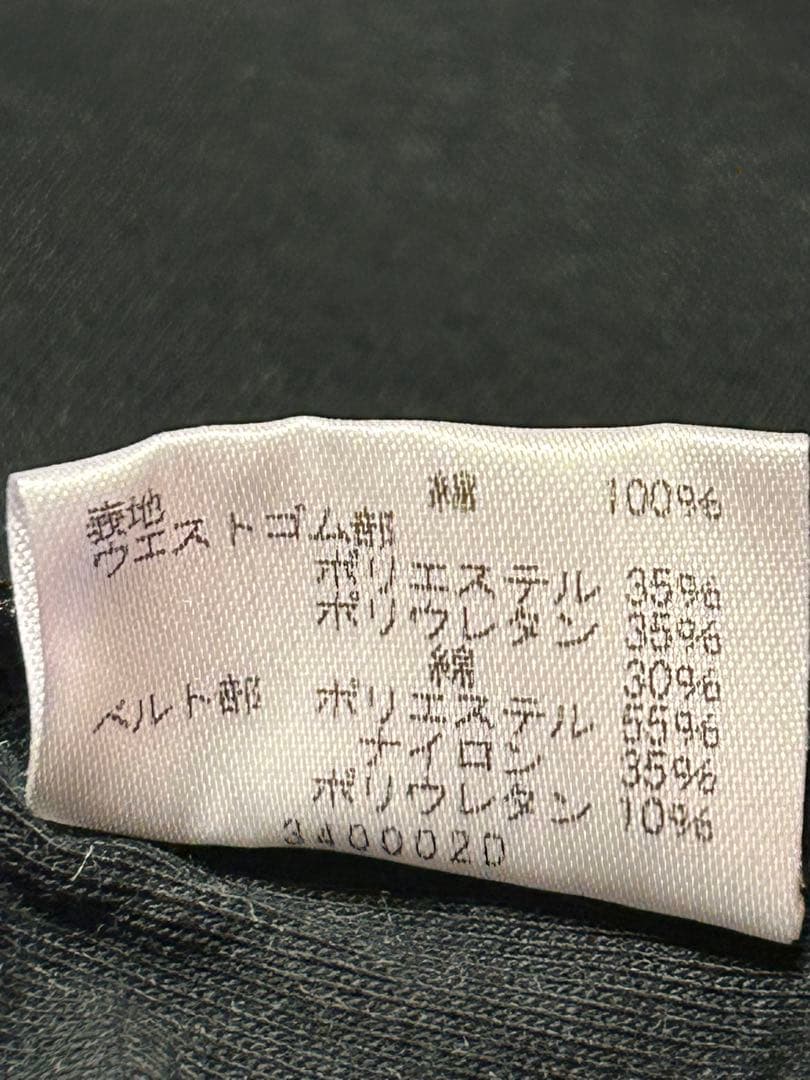 表地 綿 100%
ウエストゴム部
ポリエステル 35%
ポリウレタン 35%
綿 30%
ベルト部 ポリエステル 55%
ナイロン 35%
ポリウレタン 10%
3400020